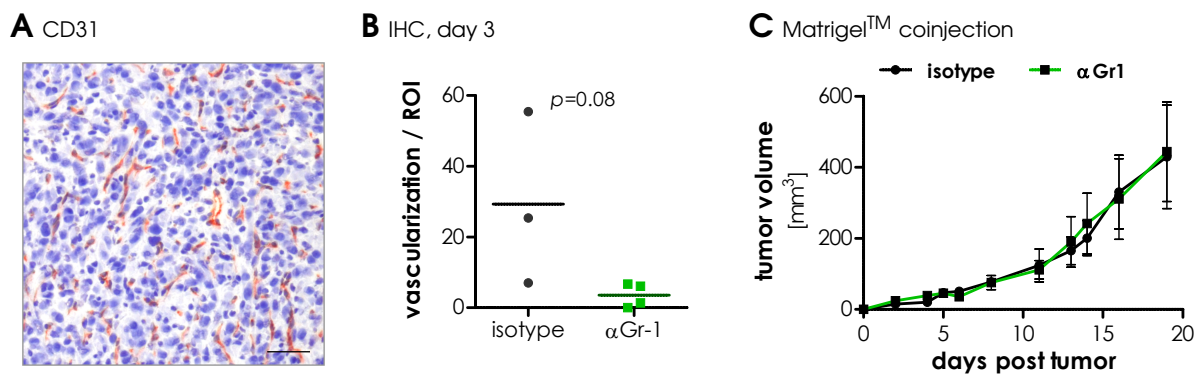 A CD31
B IHC, day 3
vascularization / ROI
60
40
20
0
p=0.08
isotype
αGr-1
C Matrigel™ coinjection
isotype
αGr1
tumor volume
[mm³]
600
400
200
0
0
5
10
15
20
days post tumor